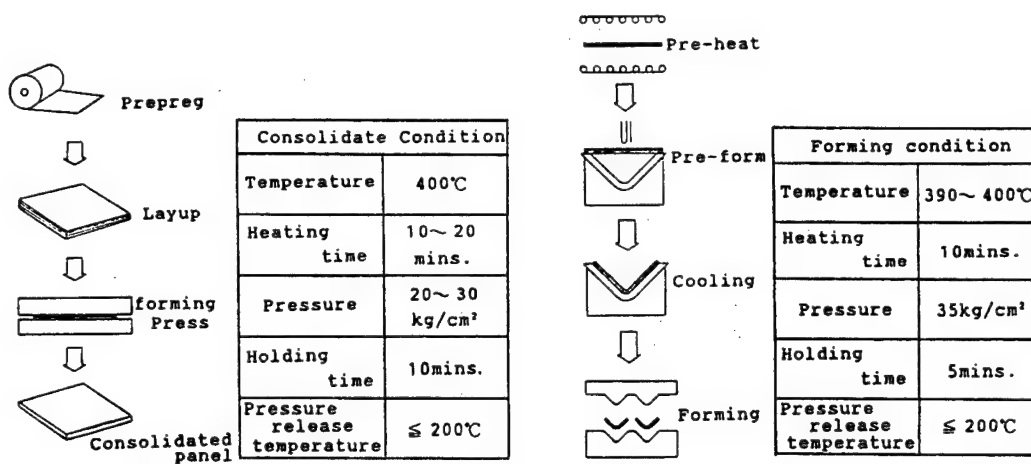 Prepreg
Layup
forming
Press
Consolidated
panel
Consolidate Condition
Temperature 400℃
Heating
time 10～20
mins.
Pressure 20～30
kg/cm²
Holding
time 10mins.
Pressure
release
temperature ≦ 200℃
Pre-heat
Pre-form
Cooling
Forming
Forming condition
Temperature 390～400℃
Heating
time 10mins.
Pressure 35kg/cm²
Holding
time 5mins.
Pressure
release
temperature ≦ 200℃